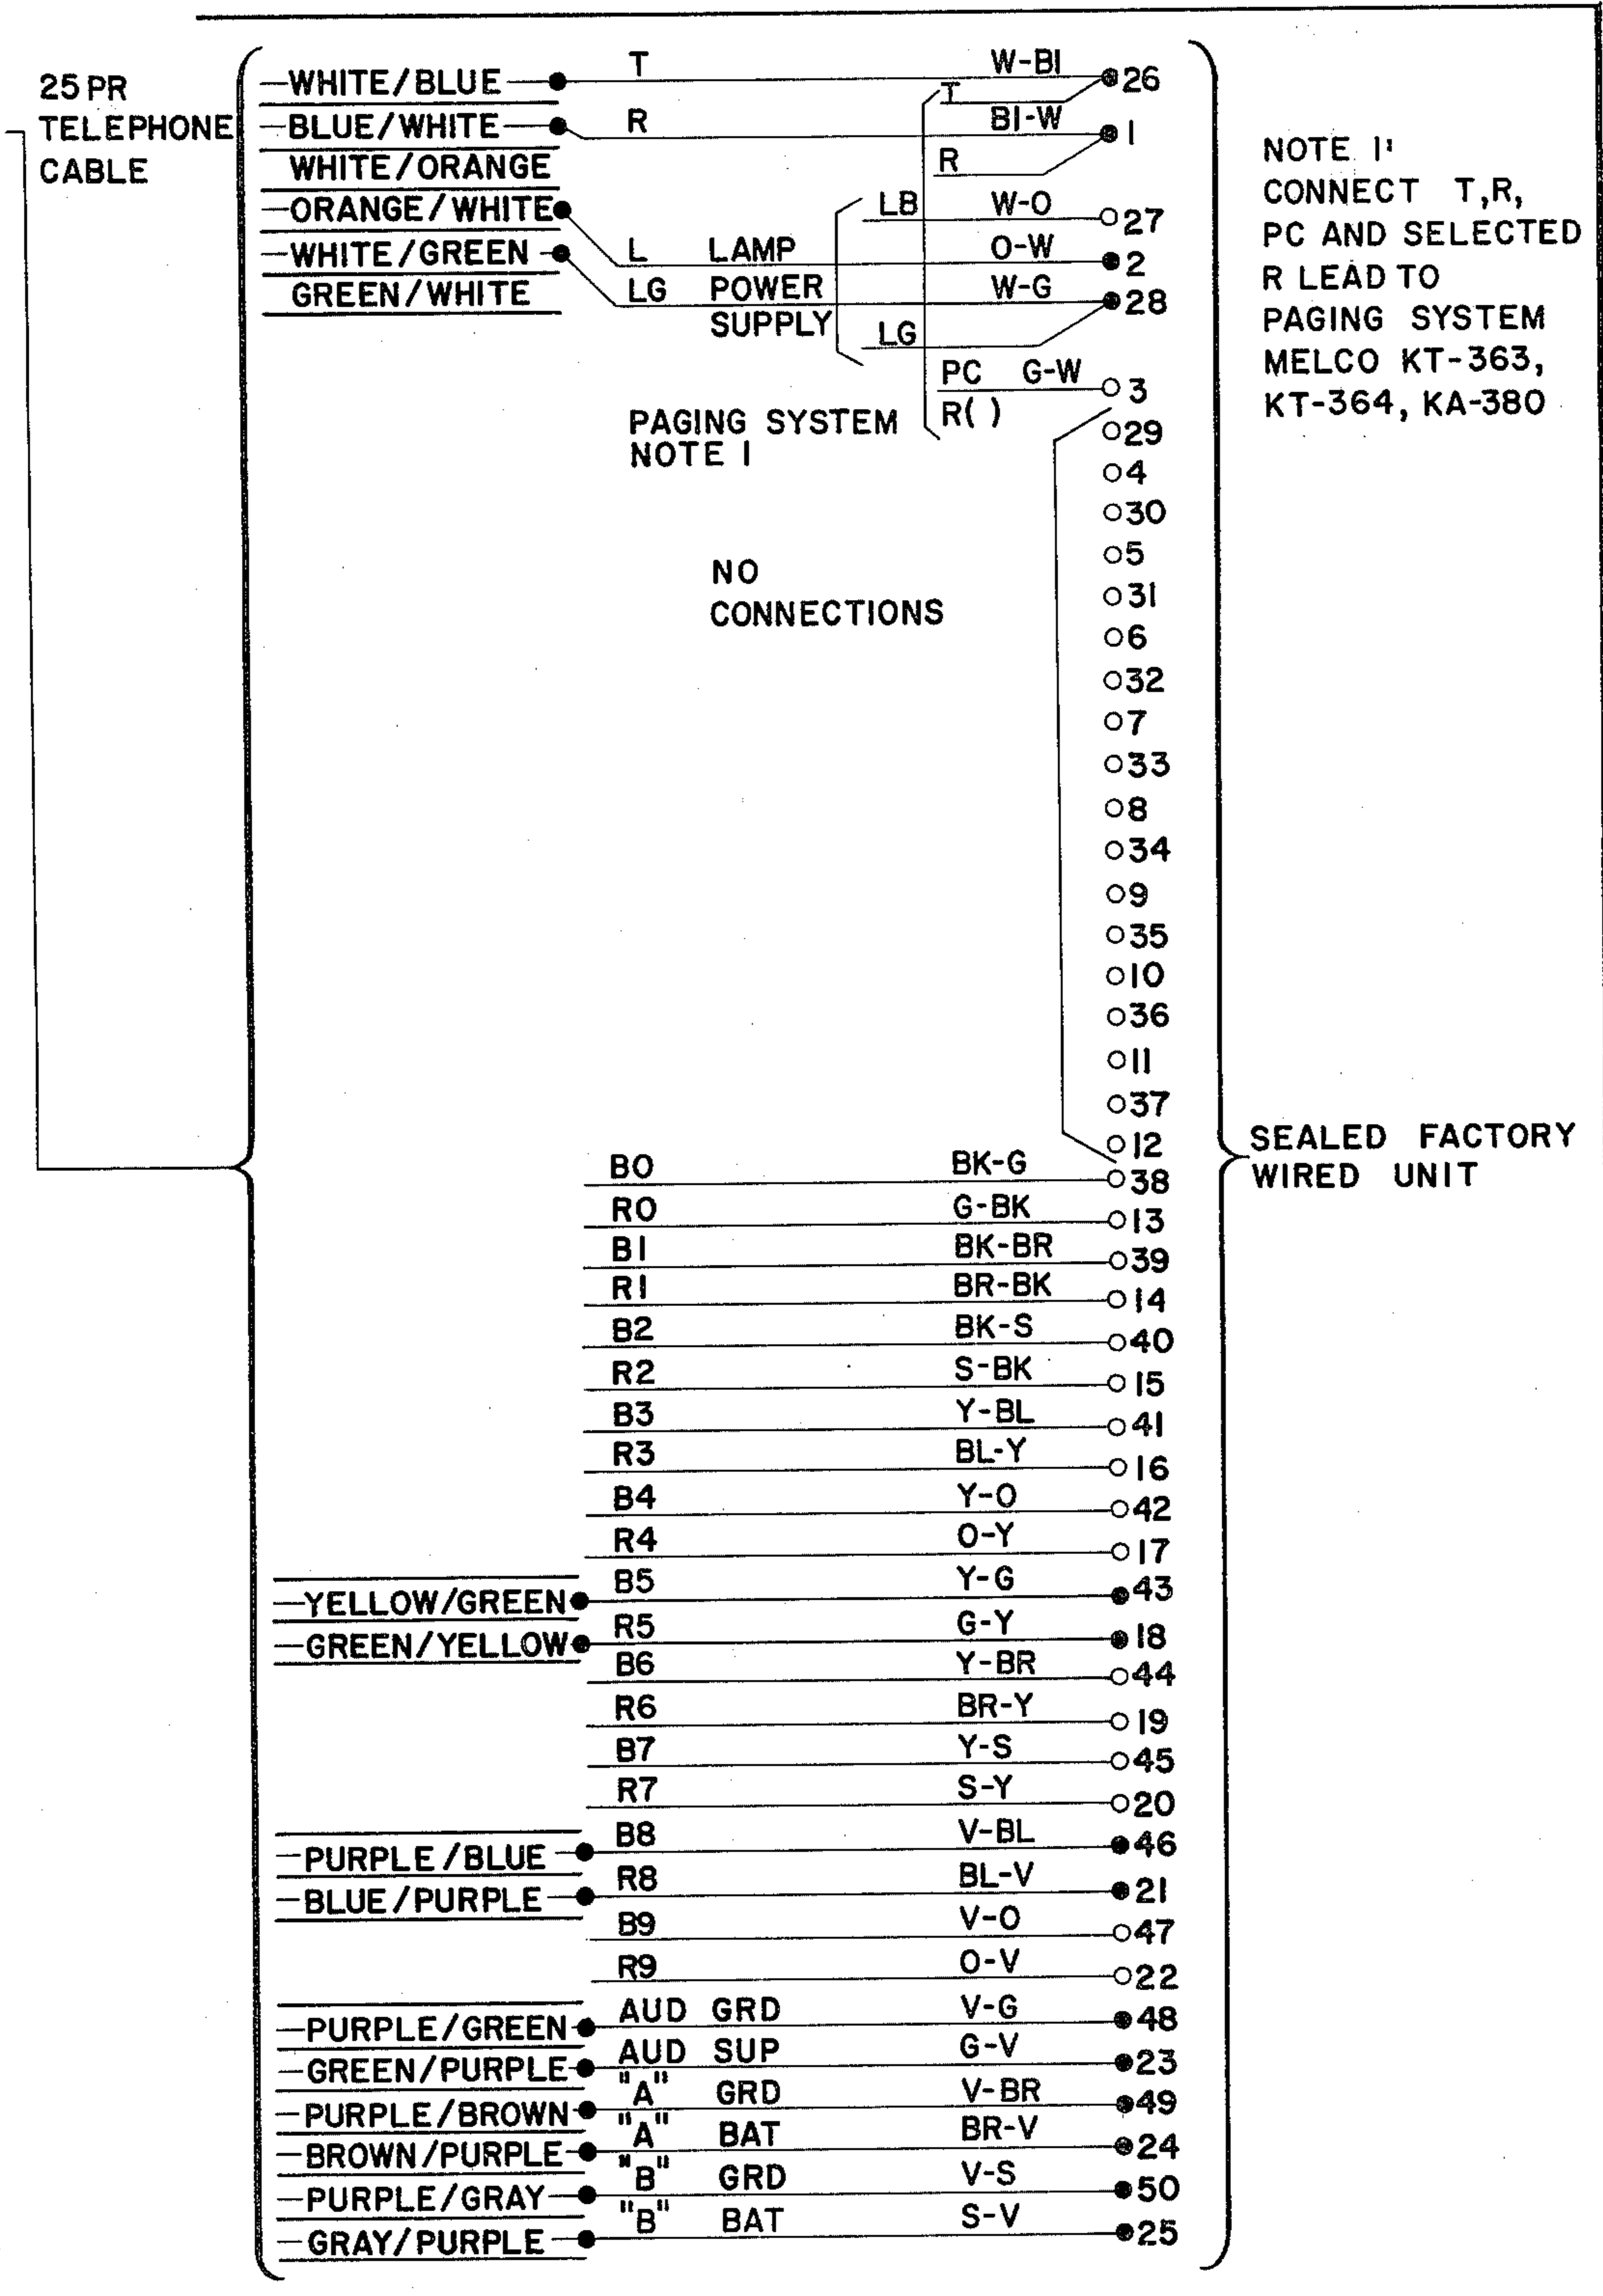 25 PR
TELEPHONE
CABLE
WHITE/BLUE T W-BI 26
T
BLUE/WHITE R BI-W 1
R
WHITE/ORANGE
ORANGE/WHITE
WHITE/GREEN
GREEN/WHITE
LB W-O 27
L LAMP O-W 2
LG POWER W-G 28
SUPPLY
LG
PC G-W 3
R( )
PAGING SYSTEM
NOTE 1
29
4
30
5
NO
CONNECTIONS
31
6
32
7
33
8
34
9
35
10
36
11
37
12
B0 BK-G 38
R0 G-BK 13
B1 BK-BR 39
R1 BR-BK 14
B2 BK-S 40
R2 S-BK 15
B3 Y-BL 41
R3 BL-Y 16
B4 Y-O 42
R4 O-Y 17
YELLOW/GREEN B5 Y-G 43
GREEN/YELLOW R5 G-Y 18
B6 Y-BR 44
R6 BR-Y 19
B7 Y-S 45
R7 S-Y 20
PURPLE/BLUE B8 V-BL 46
BLUE/PURPLE R8 BL-V 21
B9 V-O 47
R9 O-V 22
PURPLE/GREEN AUD GRD V-G 48
GREEN/PURPLE AUD SUP G-V 23
PURPLE/BROWN "A" GRD V-BR 49
BROWN/PURPLE "A" BAT BR-V 24
PURPLE/GRAY "B" GRD V-S 50
GRAY/PURPLE "B" BAT S-V 25
NOTE 1:
CONNECT T,R,
PC AND SELECTED
R LEAD TO
PAGING SYSTEM
MELCO KT-363,
KT-364, KA-380
SEALED FACTORY
WIRED UNIT